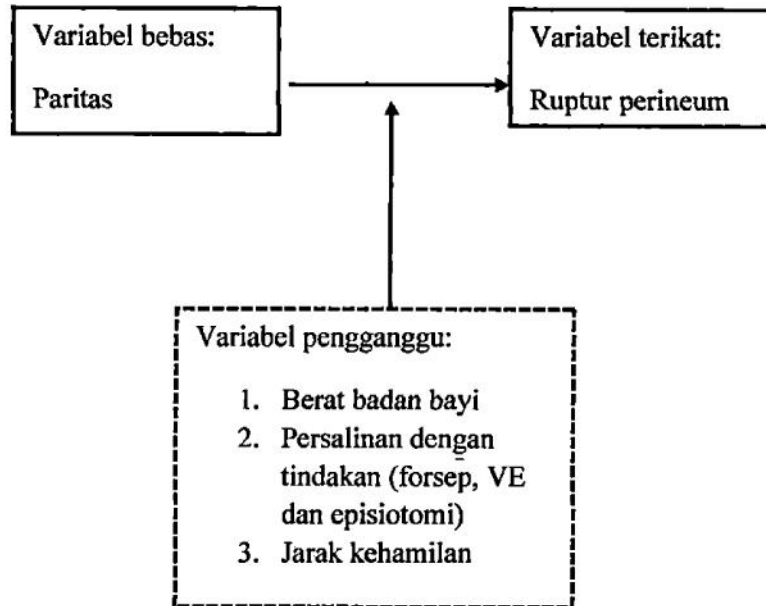 Variabel bebas:
Paritas
Variabel terikat:
Ruptur perineum
Variabel pengganggu:
1. Berat badan bayi
2. Persalinan dengan
tindakan (forsep, VE
dan episiotomi)
3. Jarak kehamilan